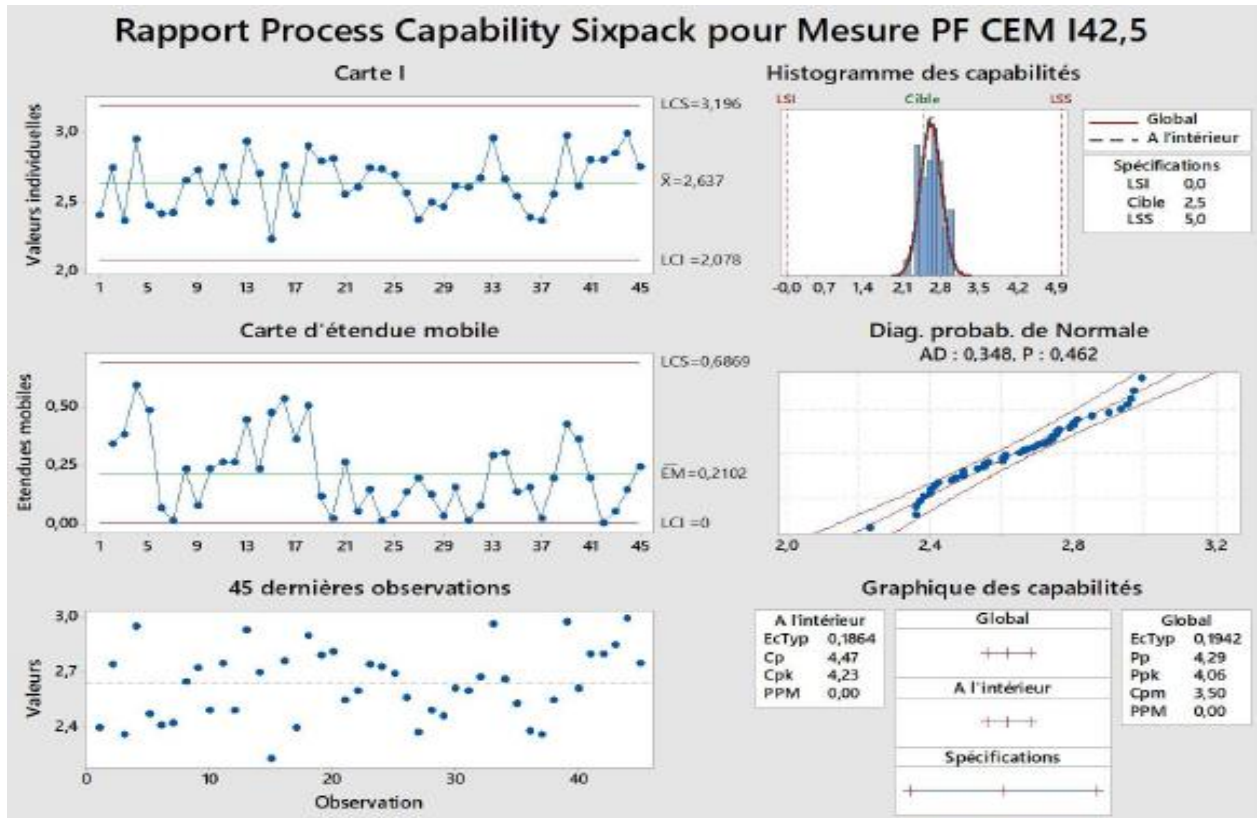 Rapport Process Capability Sixpack pour Mesure PF CEM I42,5
Carte I
Valeurs individuelles
3,0
2,5
2,0
1 5 9 13 17 21 25 29 33 37 41 45
LCS=3,196
X̄=2,637
LCI =2,078
Histogramme des capabilités
LSI Cible LSS
-0,0 0,7 1,4 2,1 2,8 3,5 4,2 4,9
Global
A l'intérieur
Spécifications
LSI 0,0
Cible 2,5
LSS 5,0
Carte d'étendue mobile
Etendues mobiles
0,50
0,25
0,00
1 5 9 13 17 21 25 29 33 37 41 45
LCS=0,6869
E̅M̅=0,2102
LCI =0
Diag. probab. de Normale
AD : 0,348. P : 0,462
2,0 2,4 2,8 3,2
45 dernières observations
Valeurs
3,0
2,7
2,4
0 10 20 30 40
Observation
Graphique des capabilités
A l'intérieur
EcTyp 0,1864
Cp 4,47
Cpk 4,23
PPM 0,00
Global
A l'intérieur
Spécifications
Global
EcTyp 0,1942
Pp 4,29
Ppk 4,06
Cpm 3,50
PPM 0,00